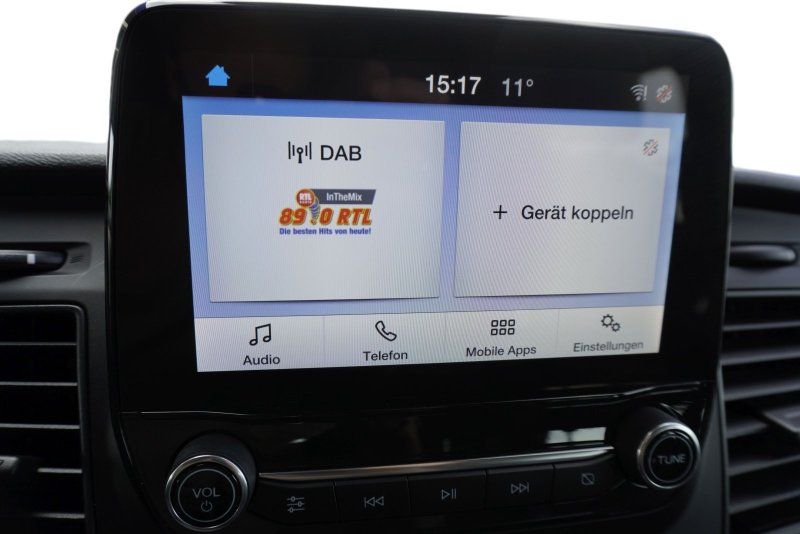 15:17 11°
DAB
RTL
InTheMix
89.0 RTL
Die besten Hits von heute!
+ Gerät koppeln
Audio
Telefon
Mobile Apps
Einstellungen
VOL
TUNE